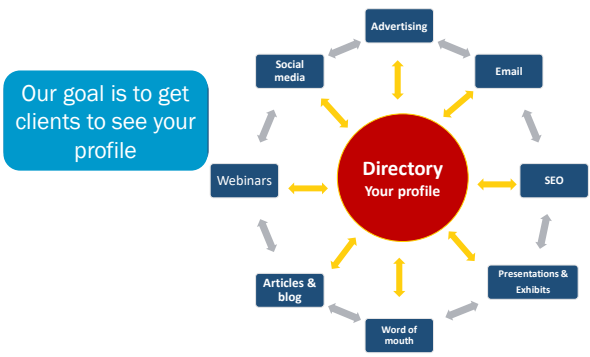 Our goal is to get
clients to see your
profile
Advertising
Email
SEO
Presentations &
Exhibits
Word of
mouth
Articles &
blog
Webinars
Social
media
Directory
Your profile